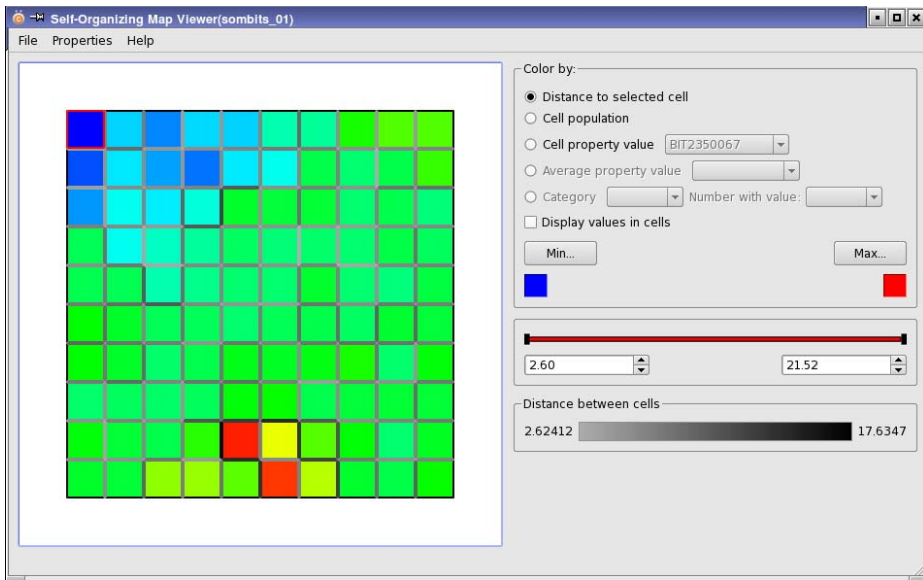 Self-Organizing Map Viewer(sombits_01)
File Properties Help
Color by:
Distance to selected cell
Cell population
Cell property value BIT2350067
Average property value
Category Number with value:
Display values in cells
Min... Max...
2.60 21.52
Distance between cells
2.62412 17.6347